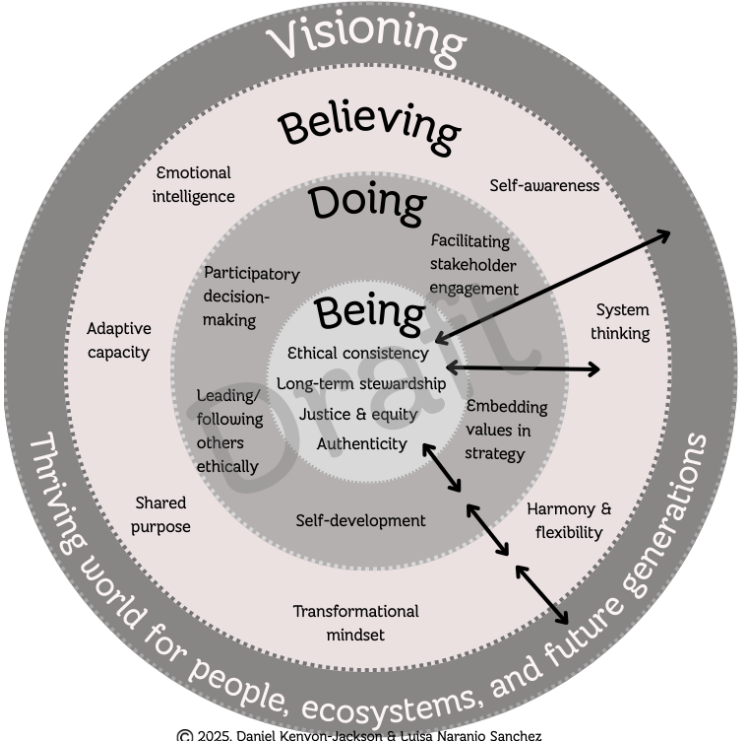 Visioning
Believing
Emotional
intelligence
Self-awareness
Doing
Facilitating
stakeholder
engagement
Participatory
decision-
making
Being
System
thinking
Adaptive
capacity
Ethical consistency
Long-term stewardship
Justice & equity
Authenticity
Leading/
following
others
ethically
Embedding
values in
strategy
Shared
purpose
Self-development
Harmony &
flexibility
Transformational
mindset
Thriving world for people, ecosystems, and future generations
Draft
© 2025, Daniel Kenyon-Jackson & Luisa Naranjo Sanchez